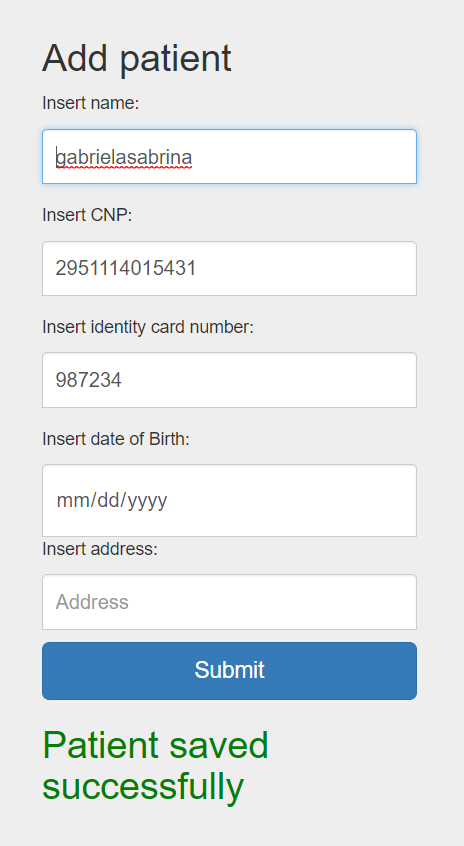 Add patient
Insert name:
gabrielasabrina
Insert CNP:
2951114015431
Insert identity card number:
987234
Insert date of Birth:
mm/dd/yyyy
Insert address:
Address
Submit
Patient saved
successfully